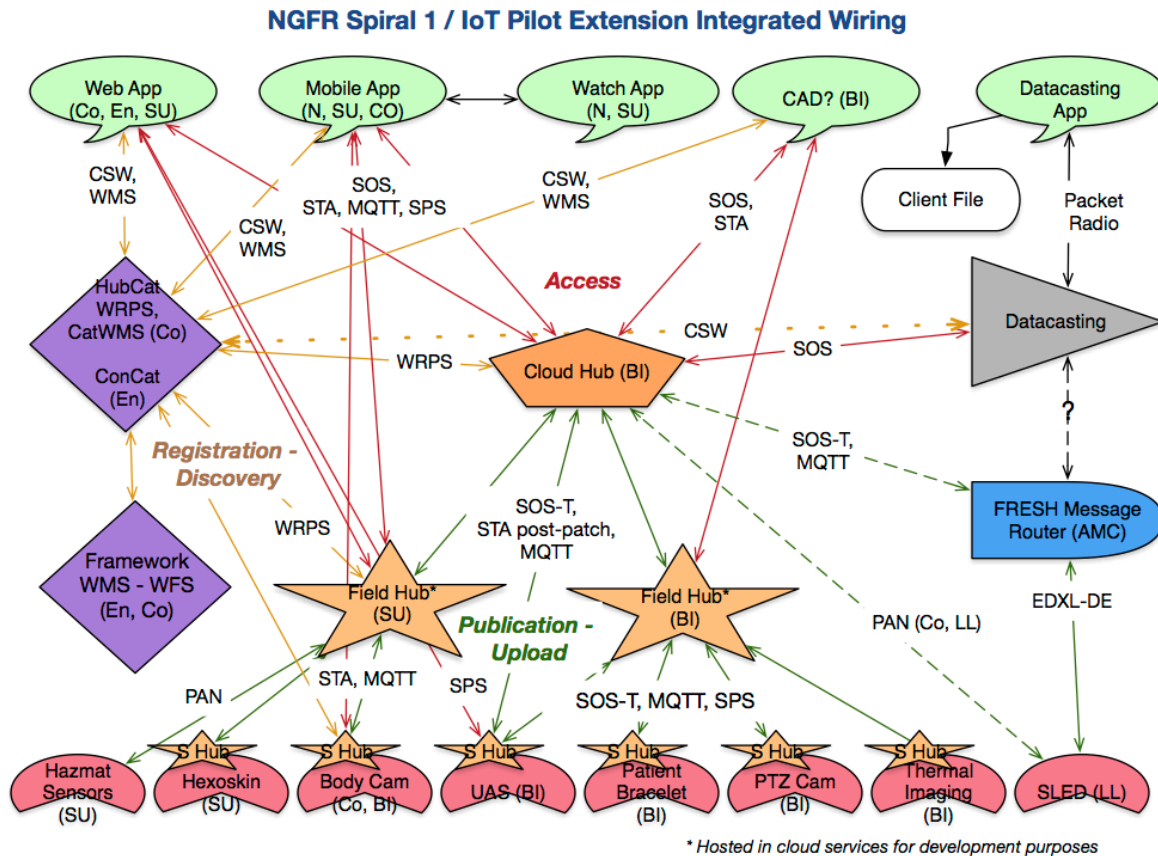 NGFR Spiral 1 / IoT Pilot Extension Integrated Wiring
Web App
(Co, En, SU)
Mobile App
(N, SU, CO)
Watch App
(N, SU)
CAD? (BI)
Datacasting
App
CSW,
WMS
CSW,
WMS
SOS,
STA, MQTT, SPS
CSW,
WMS
SOS,
STA
Client File
Packet
Radio
HubCat
WRPS,
CatWMS (Co)
ConCat
(En)
Access
CSW
WRPS
Cloud Hub (BI)
SOS
Datacasting
?
Registration -
Discovery
WRPS
SOS-T,
STA post-patch,
MQTT
SOS-T,
MQTT
FRESH Message
Router (AMC)
Framework
WMS - WFS
(En, Co)
Field Hub*
(SU)
Field Hub*
(BI)
Publication -
Upload
PAN (Co, LL)
EDXL-DE
PAN
STA, MQTT
SPS
SOS-T, MQTT, SPS
Hazmat
Sensors
(SU)
S Hub
Hexoskin
(SU)
S Hub
Body Cam
(Co, BI)
S Hub
UAS (BI)
S Hub
Patient
Bracelet
(BI)
S Hub
PTZ Cam
(BI)
S Hub
Thermal
Imaging
(BI)
SLED (LL)
* Hosted in cloud services for development purposes